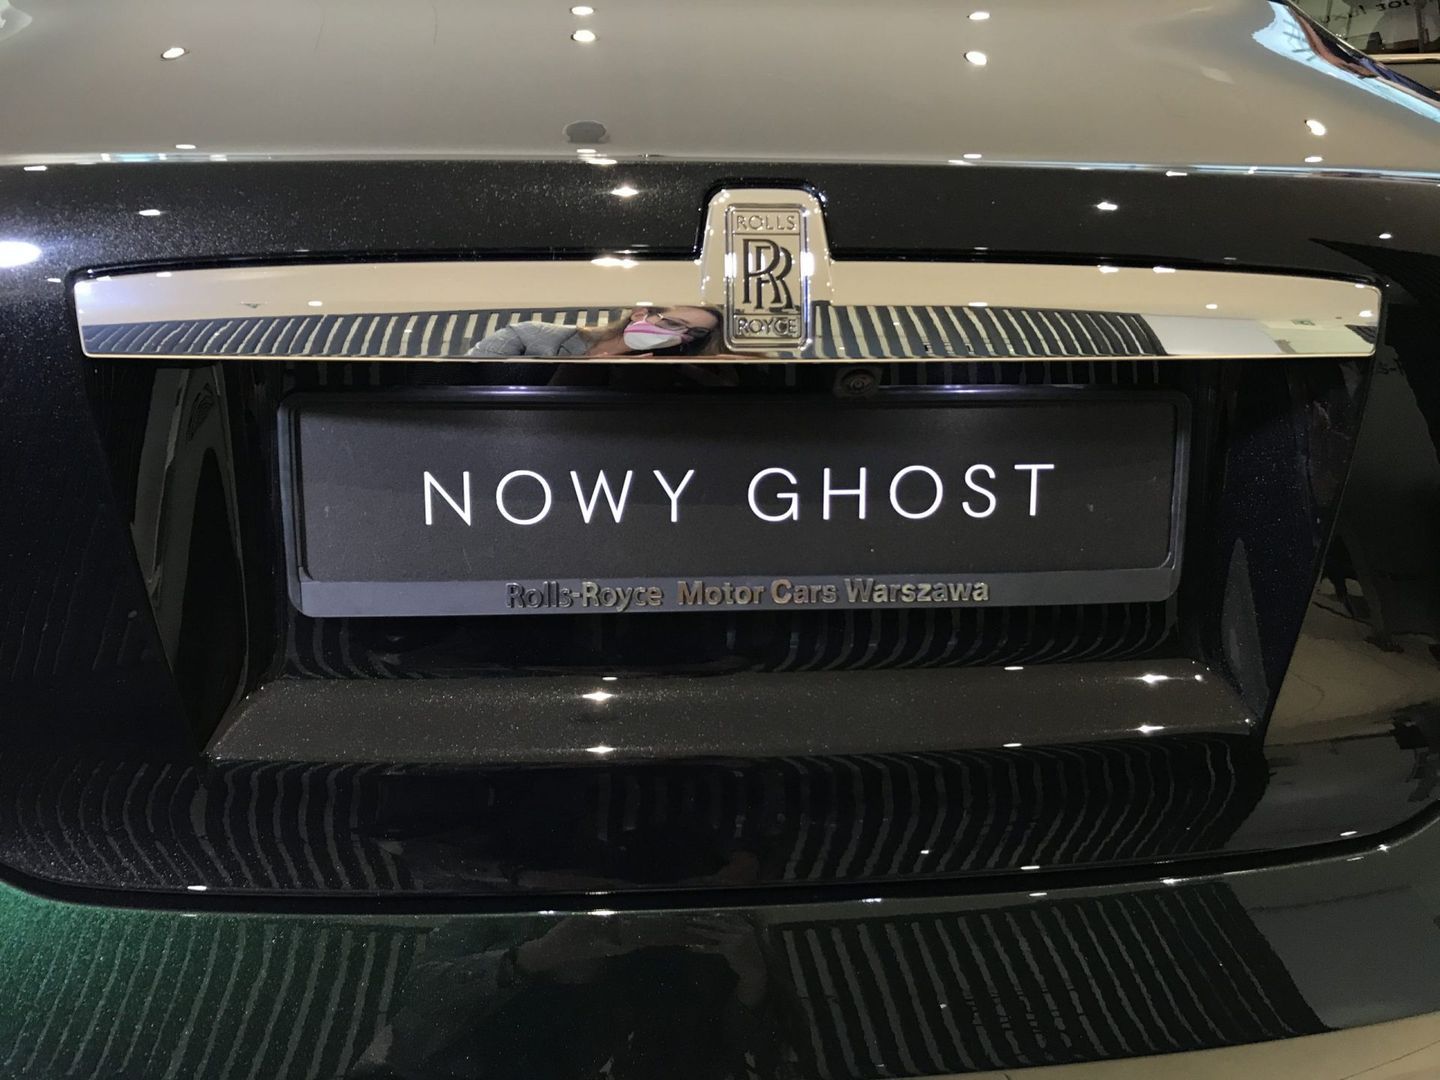 ROLLS
RR
ROYCE
NOWY GHOST
Rolls-Royce Motor Cars Warszawa